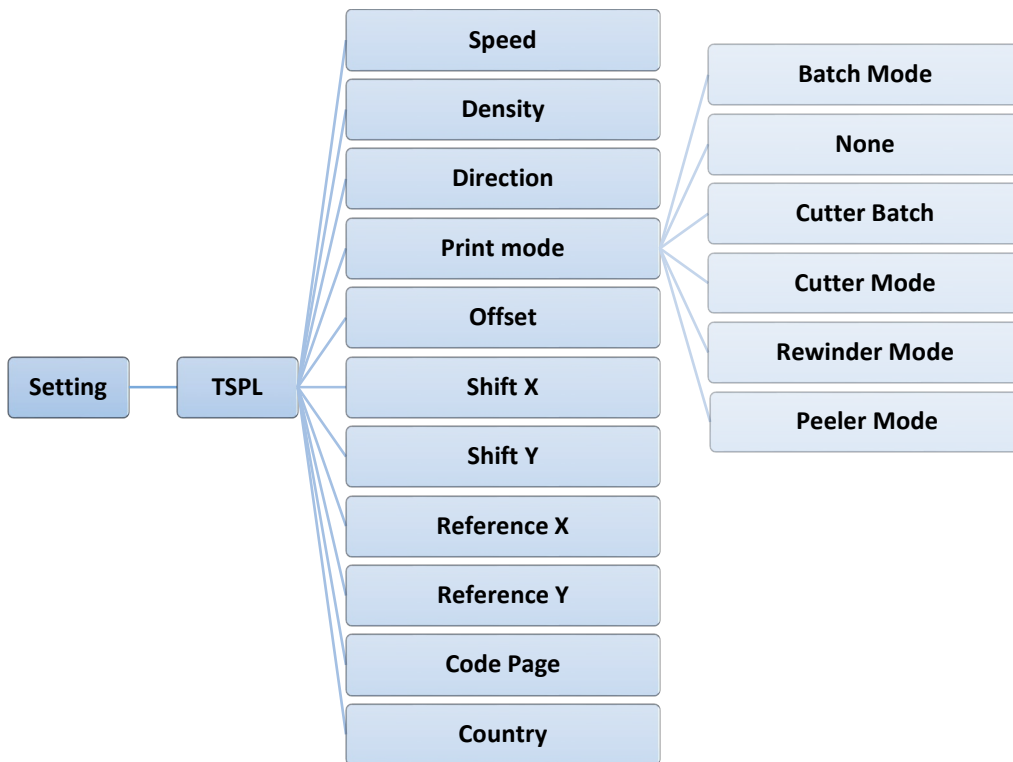 Setting
TSPL
Speed
Density
Direction
Print mode
Offset
Shift X
Shift Y
Reference X
Reference Y
Code Page
Country
Batch Mode
None
Cutter Batch
Cutter Mode
Rewinder Mode
Peeler Mode